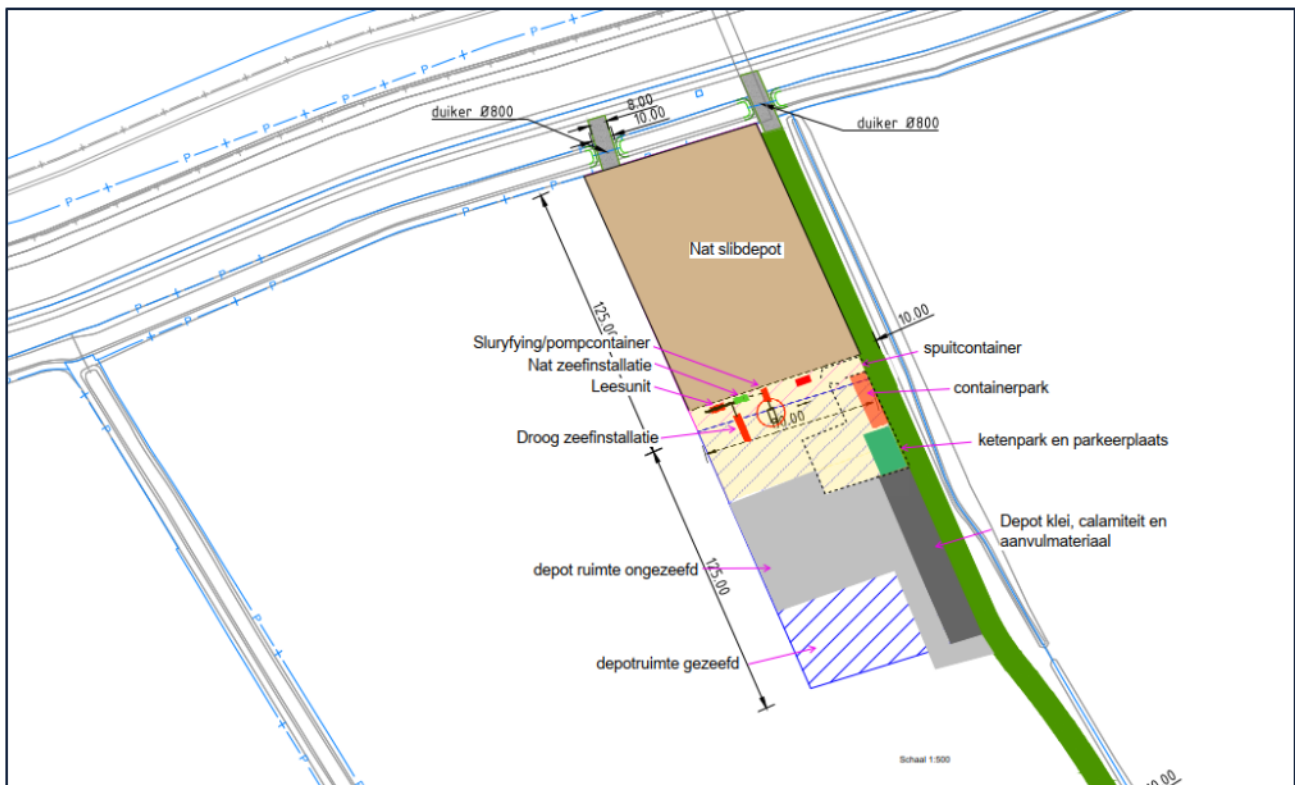 8.00
10.00
duiker Ø800
duiker Ø800
Nat slibdepot
125.00
10.00
Sluryfying/pompcontainer
Nat zeefinstallatie
Leesunit
Droog zeefinstallatie
spuitcontainer
containerpark
ketenpark en parkeerplaats
Depot klei, calamiteit en
aanvulmateriaal
depot ruimte ongezeefd
125.00
depotruimte gezeefd
Schaal 1:500
P
P
P
P
P
P
P
P
P
P
P
P
P